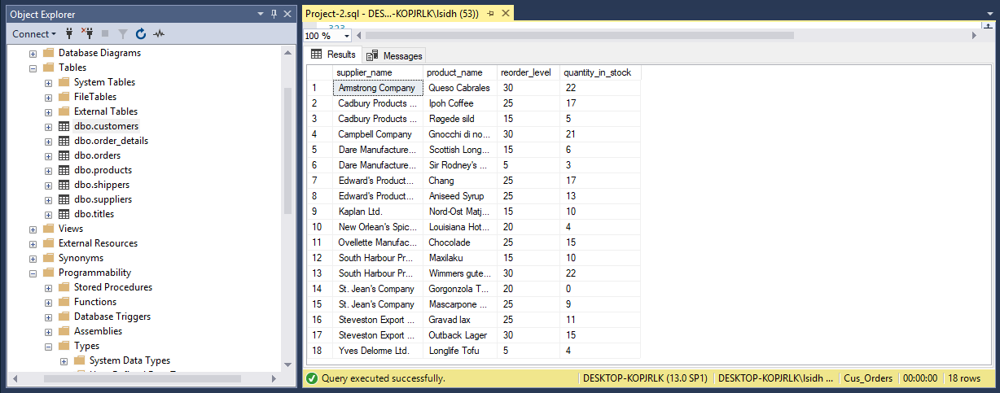 Object Explorer
Connect
Database Diagrams
Tables
System Tables
FileTables
External Tables
dbo.customers
dbo.order_details
dbo.orders
dbo.products
dbo.shippers
dbo.suppliers
dbo.titles
Views
External Resources
Synonyms
Programmability
Stored Procedures
Functions
Database Triggers
Assemblies
Types
System Data Types
Project-2.sql - DES...-KOPJRLK\lsidh (53))
100 %
Results Messages
supplier_name product_name reorder_level quantity_in_stock
1 Armstrong Company Queso Cabrales 30 22
2 Cadbury Products ... Ipoh Coffee 25 17
3 Cadbury Products ... Røgede sild 15 5
4 Campbell Company Gnocchi di no... 30 21
5 Dare Manufacture... Scottish Long... 15 6
6 Dare Manufacture... Sir Rodney's ... 5 3
7 Edward's Product... Chang 25 17
8 Edward's Product... Aniseed Syrup 25 13
9 Kaplan Ltd. Nord-Ost Matj... 15 10
10 New Orlean's Spic... Louisiana Hot... 20 4
11 Ovellette Manufac... Chocolade 25 15
12 South Harbour Pr... Maxilaku 15 10
13 South Harbour Pr... Wimmers gute... 30 22
14 St. Jean's Company Gorgonzola T... 20 0
15 St. Jean's Company Mascarpone ... 25 9
16 Steveston Export ... Gravad lax 25 11
17 Steveston Export ... Outback Lager 30 15
18 Yves Delorme Ltd. Longlife Tofu 5 4
Query executed successfully. DESKTOP-KOPJRLK (13.0 SP1) DESKTOP-KOPJRLK\lsidh ... Cus_Orders 00:00:00 18 rows